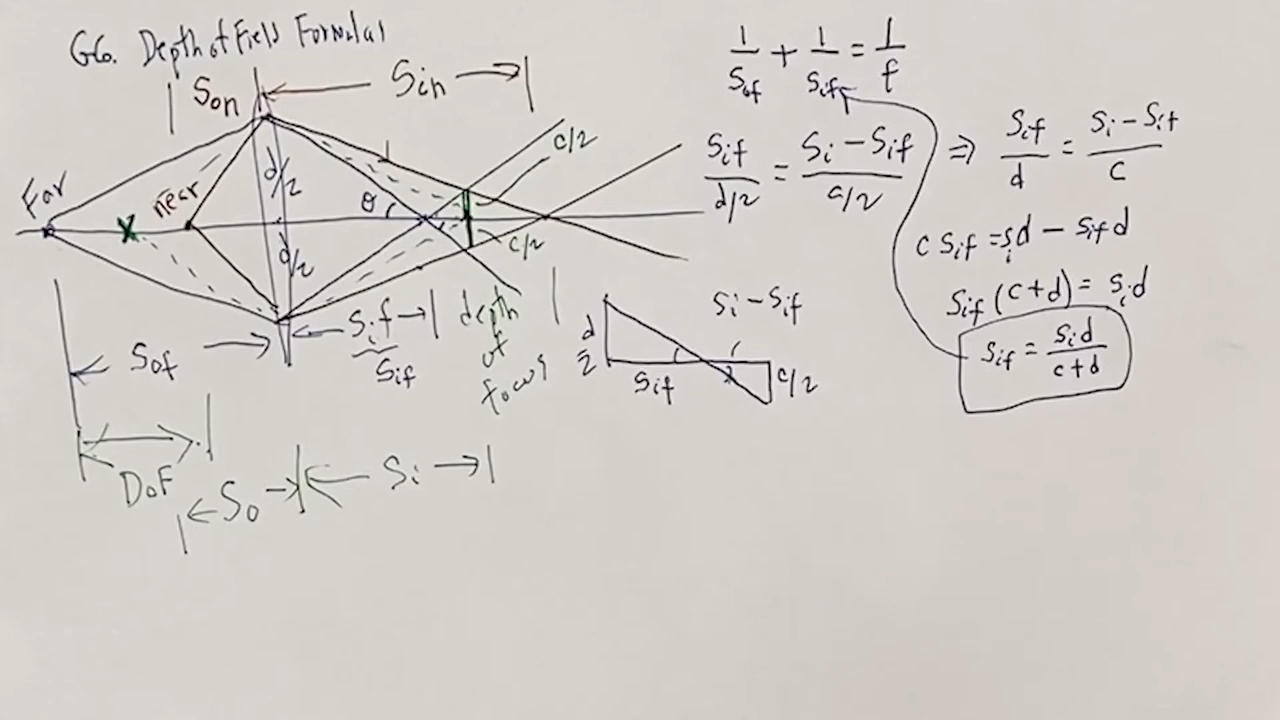 G6. Depth of Field Formulas
Son
Sin
Far
near
d/2
d/2
θ
c/2
c/2
Sof
Sif
Sif
depth
of
focus
DoF
So
Si
d/2
Sif
Si - Sif
c/2
1/Sof + 1/Sif = 1/f
Sif/(d/2) = (Si - Sif)/(c/2) ⇒ Sif/d = (Si - Sif)/c
c Sif = Si d - Sif d
Sif (c+d) = Si d
Sif = Si d/(c+d)